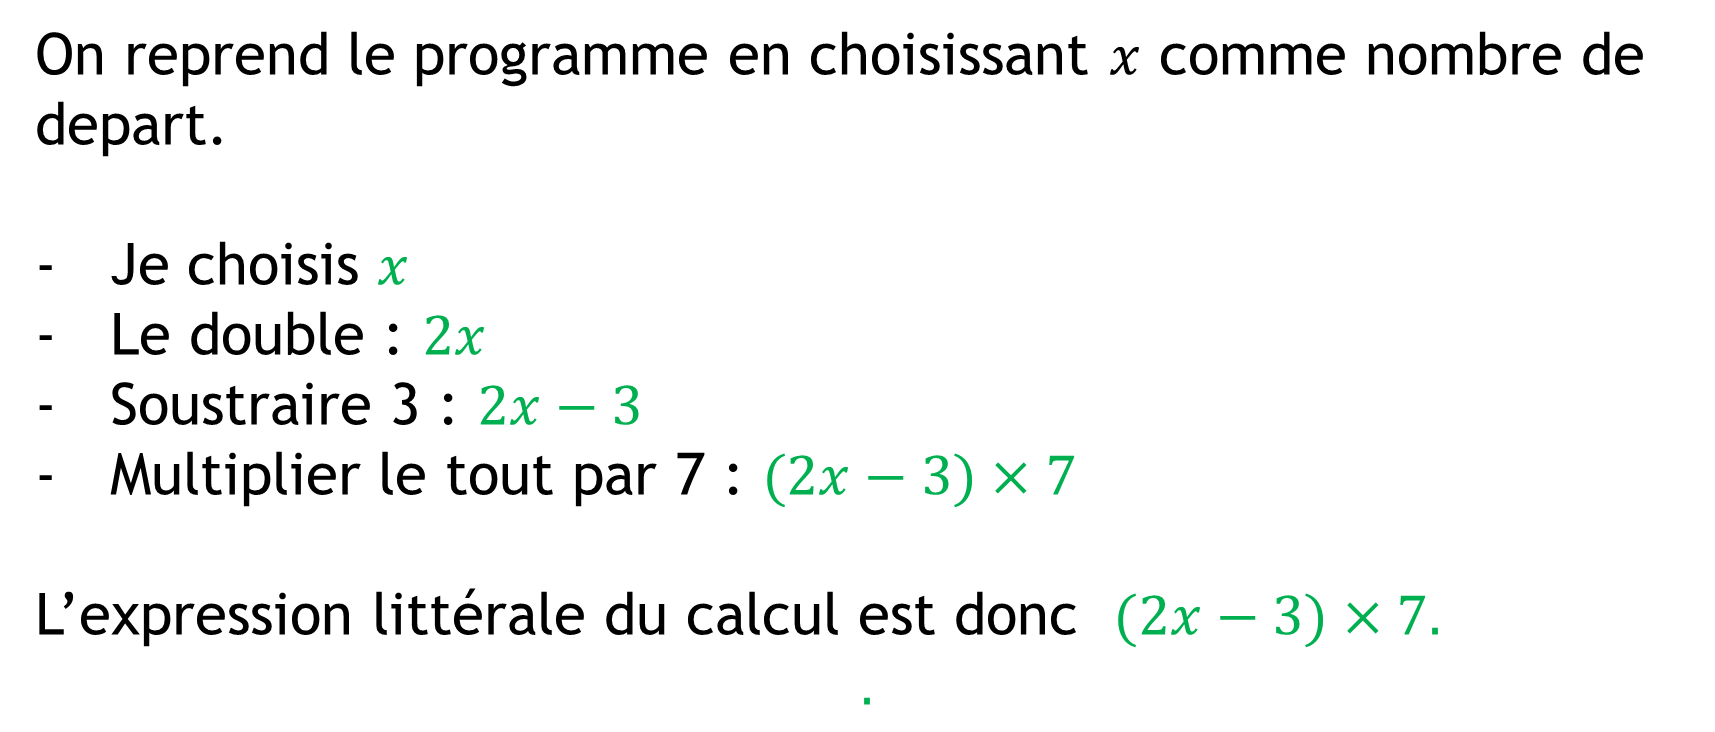 On reprend le programme en choisissant x comme nombre de
depart.
- Je choisis x
- Le double : 2x
- Soustraire 3 : 2x − 3
- Multiplier le tout par 7 : (2x − 3) × 7
L’expression littérale du calcul est donc (2x − 3) × 7.
.